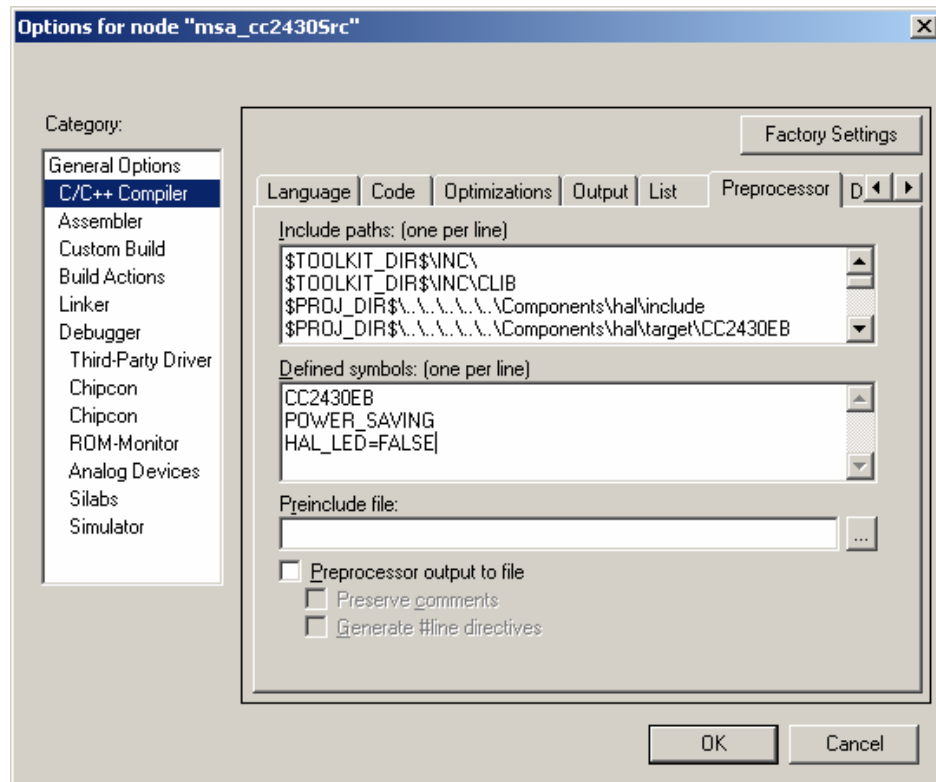 Options for node "msa_cc2430Src"
Category:
General Options
C/C++ Compiler
Assembler
Custom Build
Build Actions
Linker
Debugger
Third-Party Driver
Chipcon
Chipcon
ROM-Monitor
Analog Devices
Silabs
Simulator
Factory Settings
Language Code Optimizations Output List Preprocessor D
Include paths: (one per line)
$TOOLKIT_DIR$\INC\
$TOOLKIT_DIR$\INC\CLIB
$PROJ_DIR$\..\..\..\..\..\Components\hal\include
$PROJ_DIR$\..\..\..\..\..\Components\hal\target\CC2430EB
Defined symbols: (one per line)
CC2430EB
POWER_SAVING
HAL_LED=FALSE
Preinclude file:
...
Preprocessor output to file
Preserve comments
Generate #line directives
OK Cancel